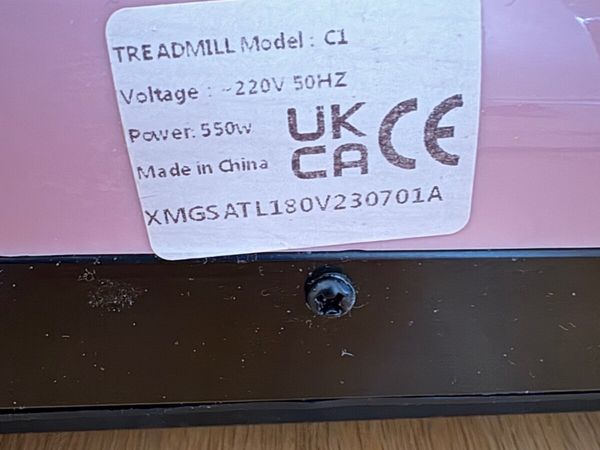 TREADMILL Model : C1
Voltage : ~220V 50HZ
Power: 550w
UK
CA
CE
Made in China
XMGSATL180V230701A